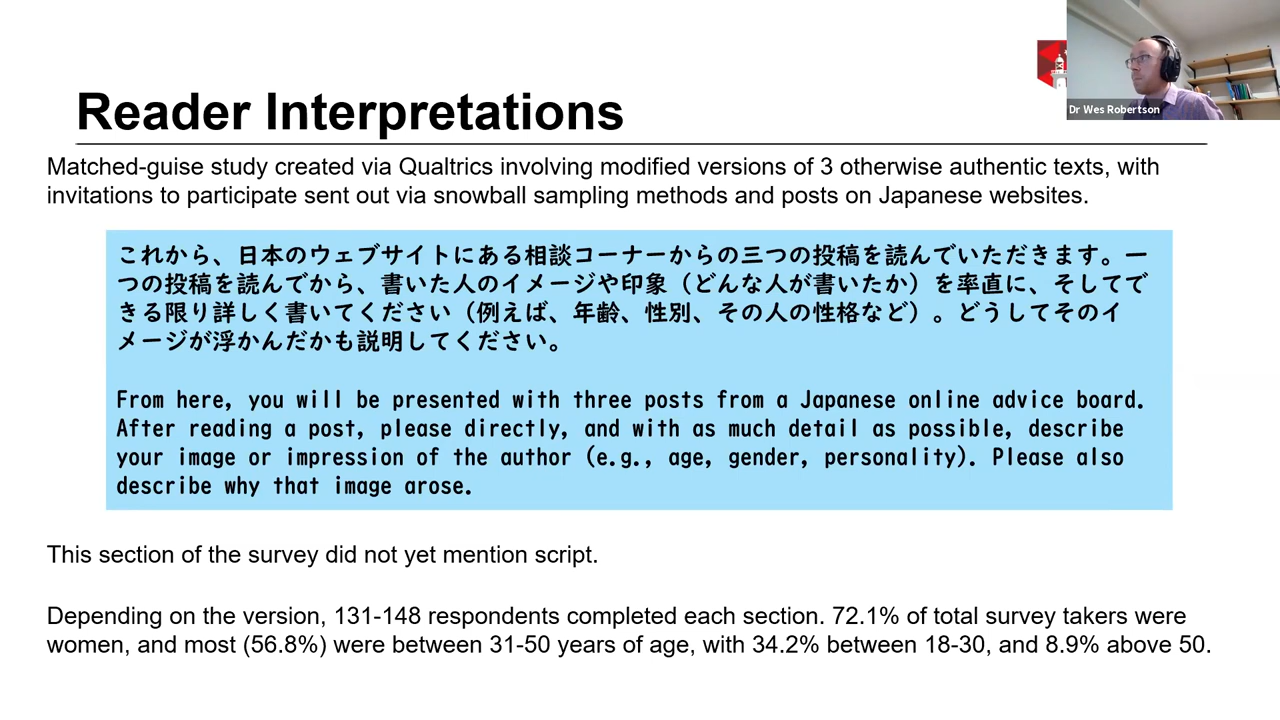 Dr Wes Robertson
Reader Interpretations
Matched-guise study created via Qualtrics involving modified versions of 3 otherwise authentic texts, with
invitations to participate sent out via snowball sampling methods and posts on Japanese websites.
これから、日本のウェブサイトにある相談コーナーからの三つの投稿を読んでいただきます。一
つの投稿を読んでから、書いた人のイメージや印象（どんな人が書いたか）を率直に、そしてで
きる限り詳しく書いてください（例えば、年齢、性別、その人の性格など）。どうしてそのイ
メージが浮かんだかも説明してください。
From here, you will be presented with three posts from a Japanese online advice board.
After reading a post, please directly, and with as much detail as possible, describe
your image or impression of the author (e.g., age, gender, personality). Please also
describe why that image arose.
This section of the survey did not yet mention script.
Depending on the version, 131-148 respondents completed each section. 72.1% of total survey takers were
women, and most (56.8%) were between 31-50 years of age, with 34.2% between 18-30, and 8.9% above 50.